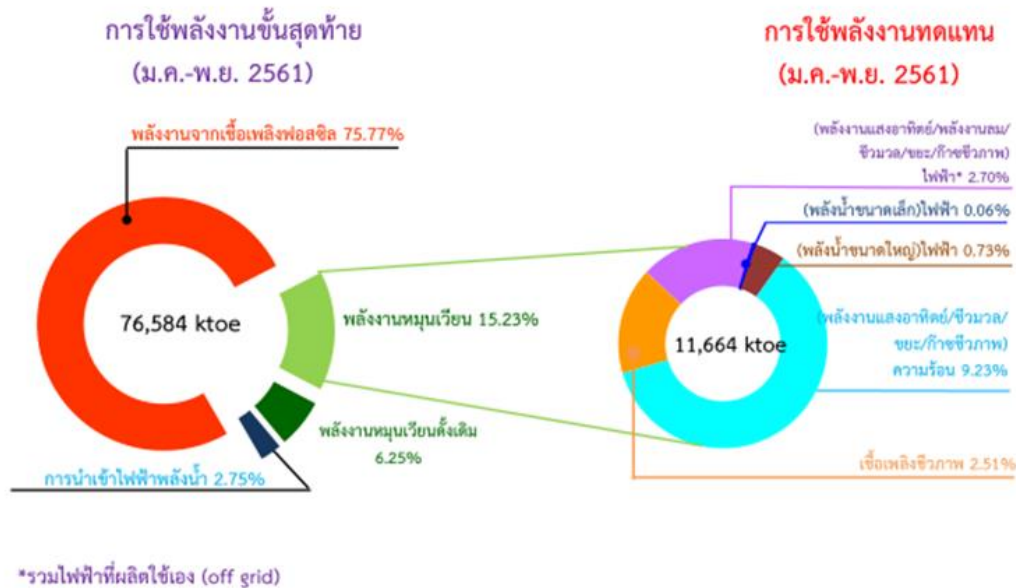 การใช้พลังงานขั้นสุดท้าย
(ม.ค.-พ.ย. 2561)
พลังงานจากเชื้อเพลิงฟอสซิล 75.77%
76,584 ktoe
พลังงานหมุนเวียน 15.23%
พลังงานหมุนเวียนดั้งเดิม
6.25%
การนำเข้าไฟฟ้าพลังน้ำ 2.75%
การใช้พลังงานทดแทน
(ม.ค.-พ.ย. 2561)
(พลังงานแสงอาทิตย์/พลังงานลม/
ชีวมวล/ขยะ/ก๊าซชีวภาพ)
ไฟฟ้า* 2.70%
(พลังน้ำขนาดเล็ก)ไฟฟ้า 0.06%
(พลังน้ำขนาดใหญ่)ไฟฟ้า 0.73%
11,664 ktoe
(พลังงานแสงอาทิตย์/ชีวมวล/
ขยะ/ก๊าซชีวภาพ)
ความร้อน 9.23%
เชื้อเพลิงชีวภาพ 2.51%
*รวมไฟฟ้าที่ผลิตใช้เอง (off grid)